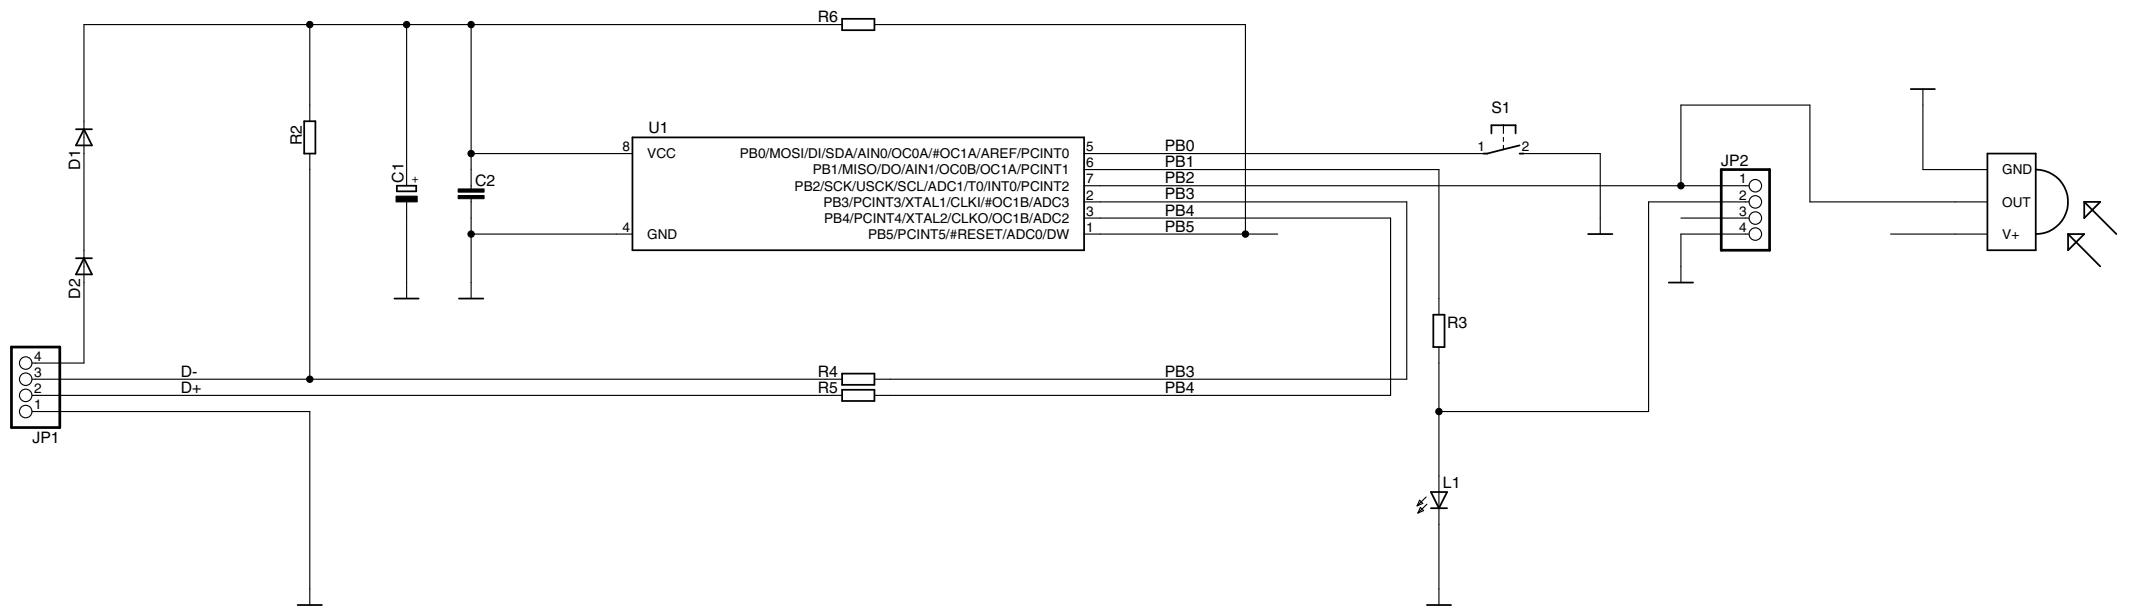 R6
S1
U1
D1
R2
8
VCC
PB0/MOSI/DI/SDA/AIN0/OC0A/#OC1A/AREF/PCINT0
5
PB0
1
2
PB1/MISO/DO/AIN1/OC0B/OC1A/PCINT1
6
PB1
JP2
GND
C1
+
C2
PB2/SCK/USCK/SCL/ADC1/T0/INT0/PCINT2
7
PB2
1
PB3/PCINT3/XTAL1/CLKI/#OC1B/ADC3
2
PB3
2
OUT
PB4/PCINT4/XTAL2/CLKO/OC1B/ADC2
3
PB4
3
4
GND
PB5/PCINT5/#RESET/ADC0/DW
1
PB5
4
V+
D2
R3
4
3
D-
R4
PB3
2
D+
R5
PB4
1
JP1
L1